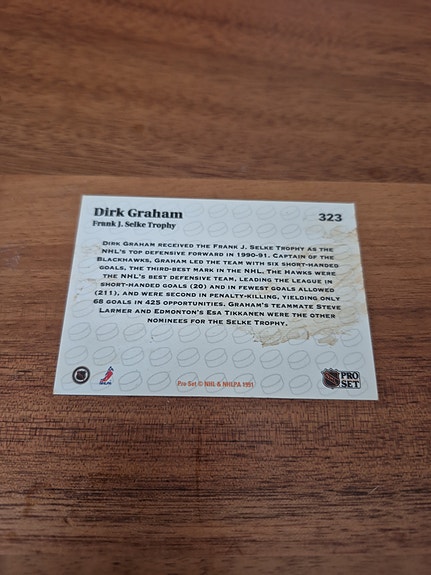 Dirk Graham
323
Frank J. Selke Trophy
Dirk Graham received the Frank J. Selke Trophy as the
NHL's top defensive forward in 1990-91. Captain of the
Blackhawks, Graham led the team with six short-handed
goals, the third-best mark in the NHL. The Hawks were
the NHL's best defensive team, leading the league in
short-handed goals (20) and in fewest goals allowed
(211), and were second in penalty-killing, yielding only
68 goals in 425 opportunities. Graham's teammate Steve
Larmer and Edmonton's Esa Tikkanen were the other
nominees for the Selke Trophy.
Pro Set © NHL & NHLPA 1991
NHLPA
PRO
SET